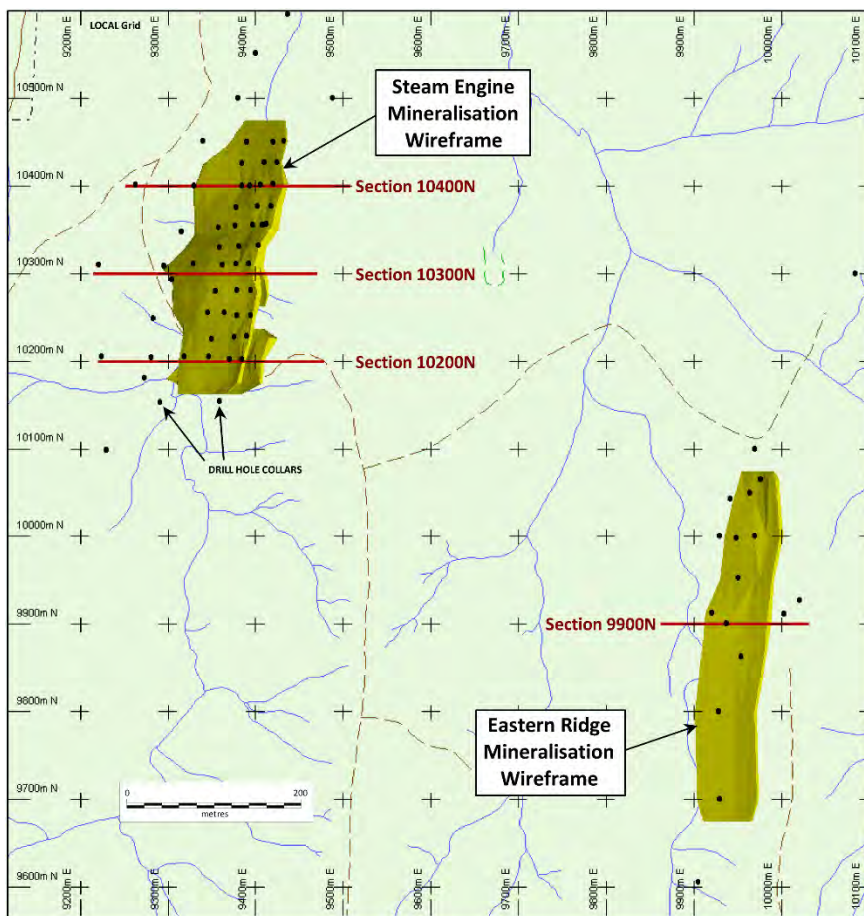 9200m E
9300m E
9400m E
9500m E
9600m E
9700m E
9800m E
9900m E
10000m E
10100m E
LOCAL Grid
10500m N
Steam Engine
Mineralisation
Wireframe
10400m N
Section 10400N
10300m N
Section 10300N
10200m N
Section 10200N
10100m N
DRILL HOLE COLLARS
10000m N
9900m N
Section 9900N
9800m N
Eastern Ridge
Mineralisation
Wireframe
9700m N
0
200
metres
9600m N
9200m E
9300m E
9400m E
9500m E
9600m E
9700m E
9800m E
9900m E
10000m E
10100m E